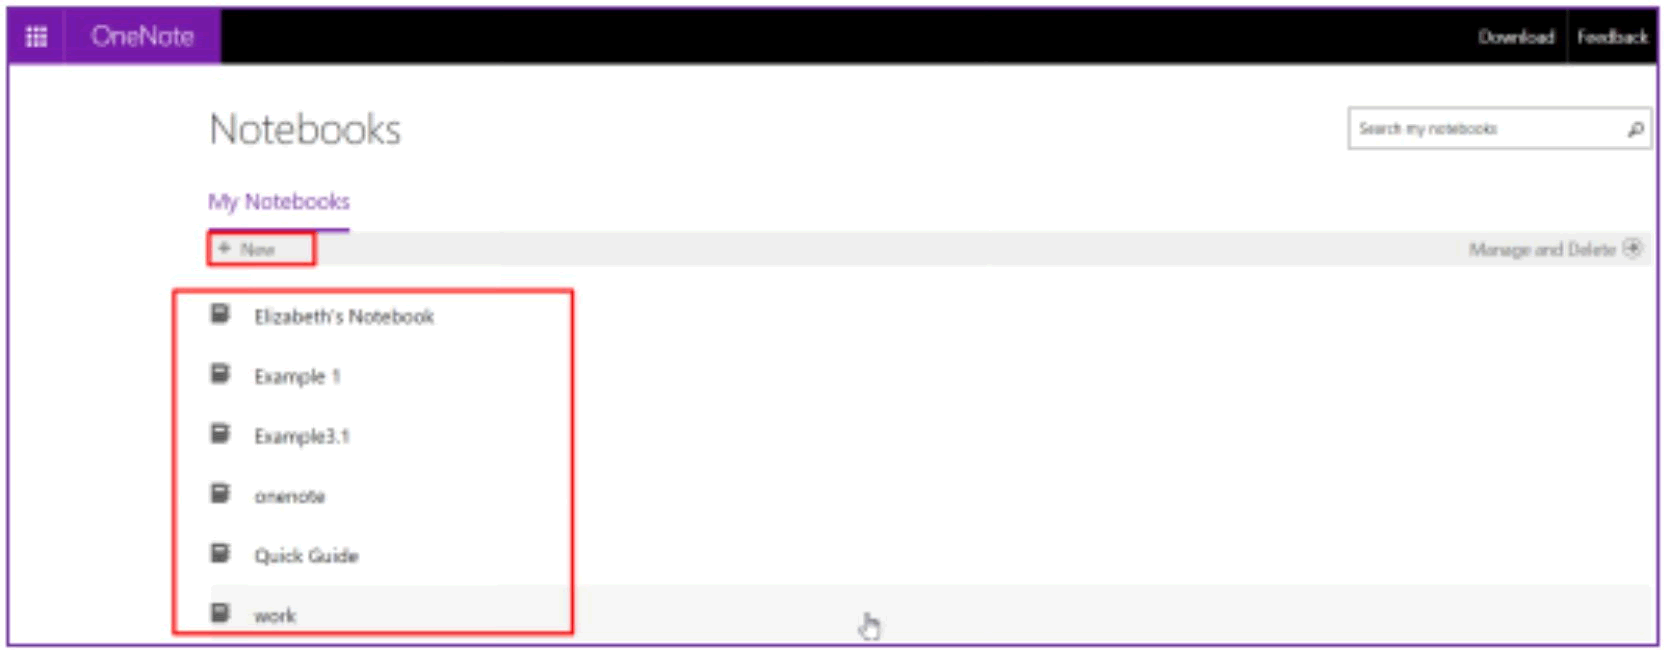 OneNote
Download
Feedback
Notebooks
Search my notebooks
My Notebooks
+ New
Manage and Delete
Elizabeth's Notebook
Example 1
Example3.1
onenote
Quick Guide
work